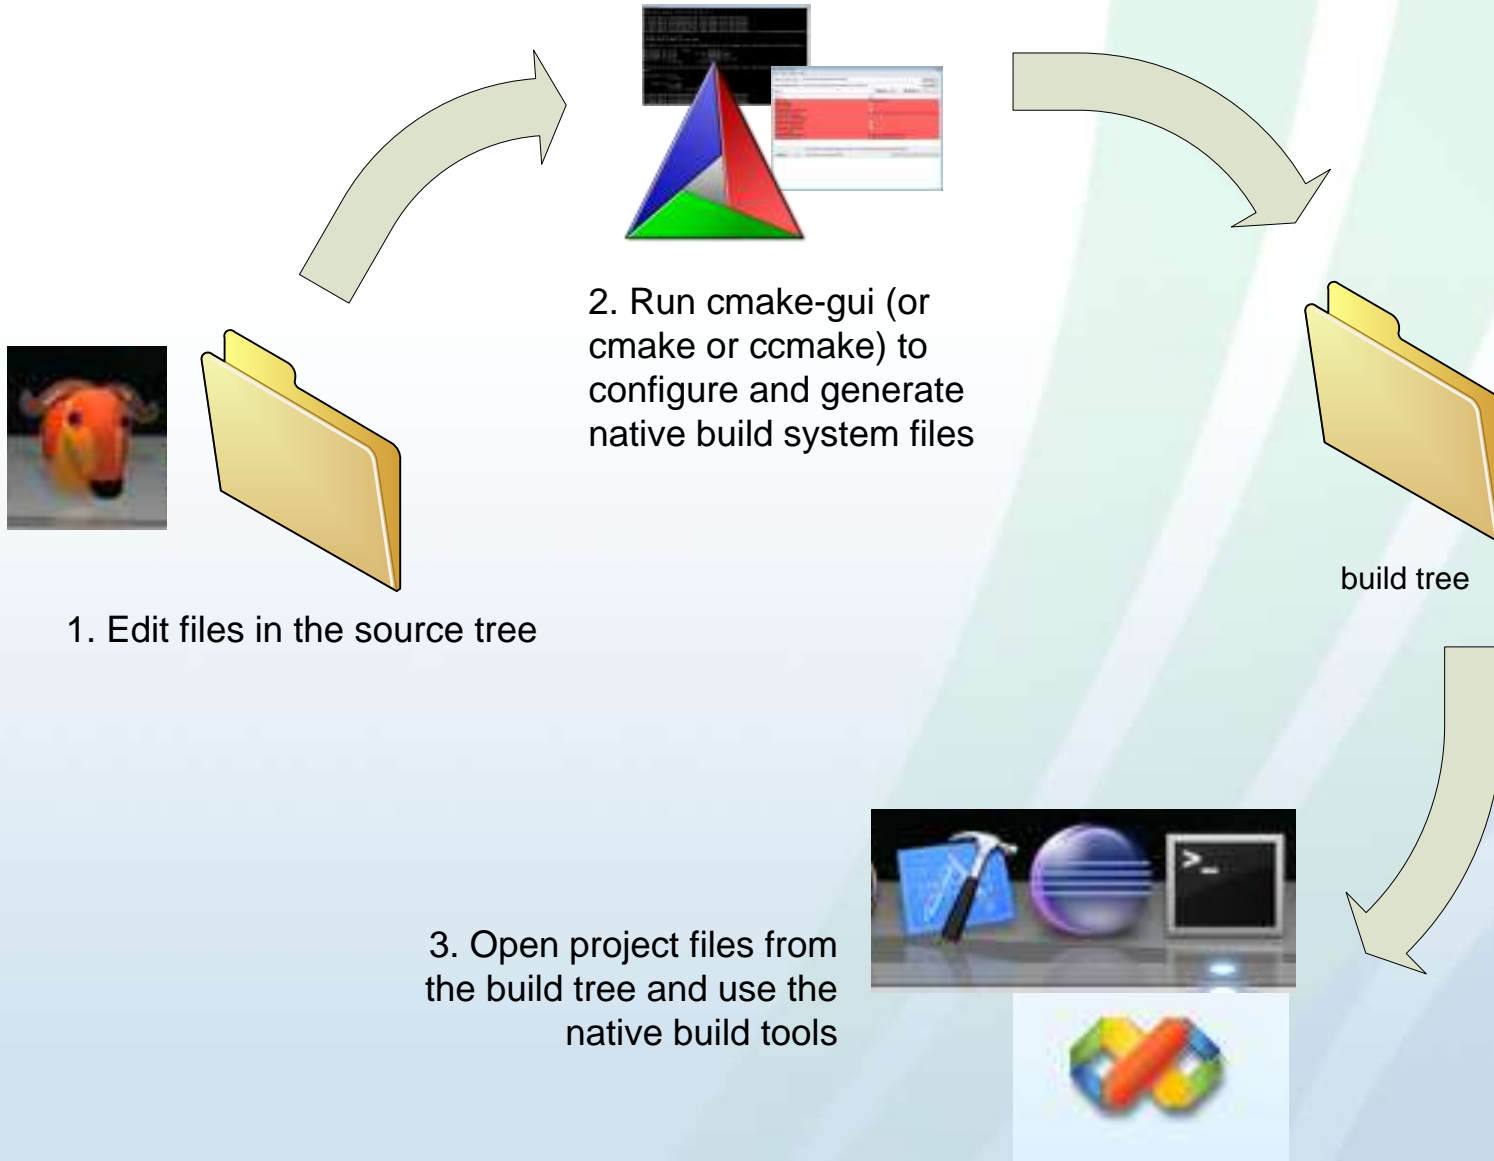 2. Run cmake-gui (or
cmake or ccmake) to
configure and generate
native build system files
build tree
1. Edit files in the source tree
>_
3. Open project files from
the build tree and use the
native build tools